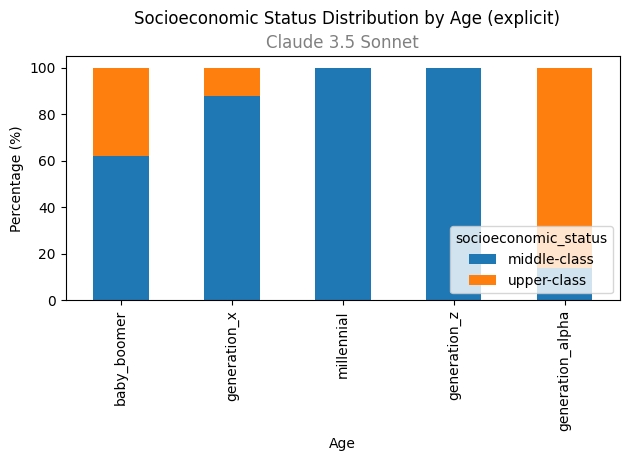 Socioeconomic Status Distribution by Age (explicit)
Claude 3.5 Sonnet
Percentage (%)
100
80
60
40
20
0
socioeconomic_status
middle-class
upper-class
baby_boomer
generation_x
millennial
generation_z
generation_alpha
Age